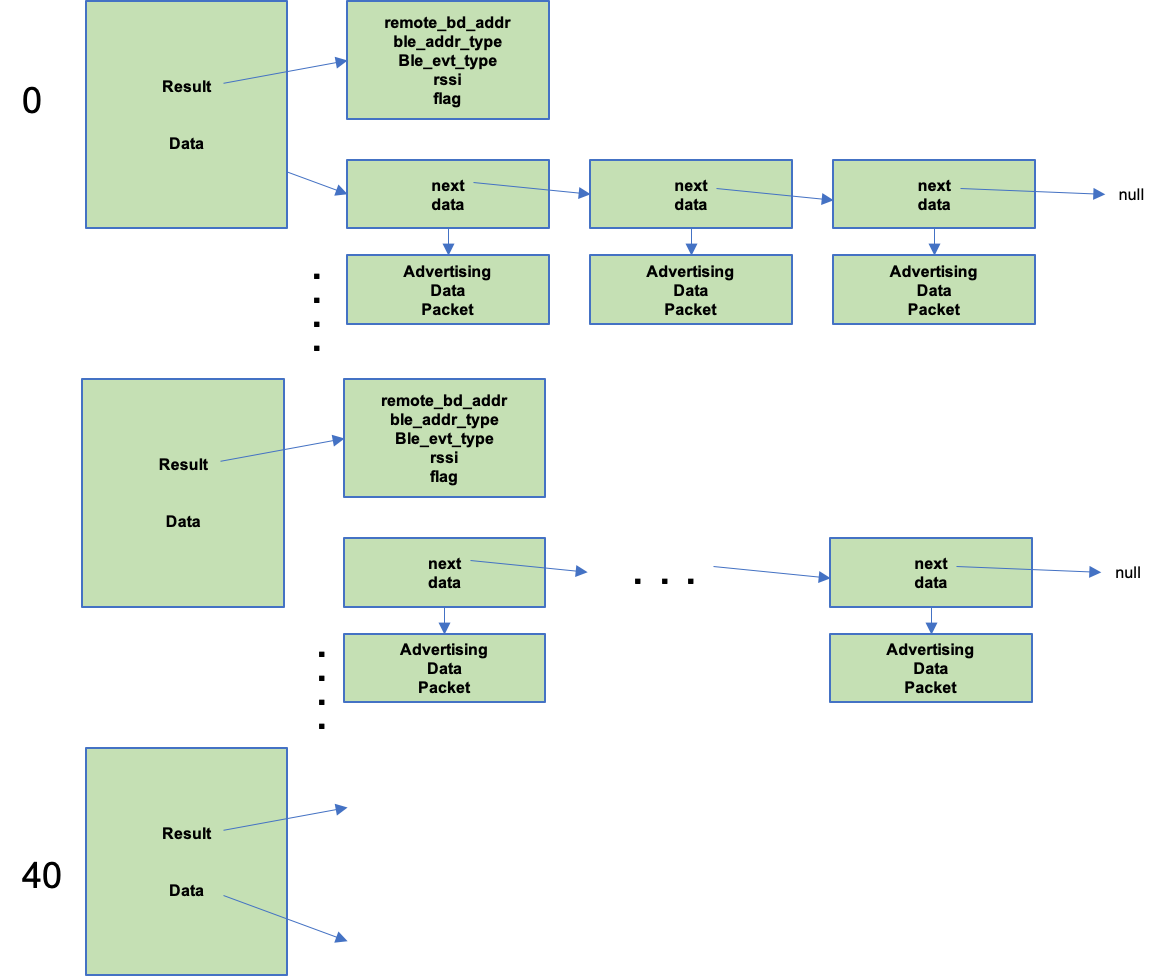 0
Result
Data
remote_bd_addr
ble_addr_type
Ble_evt_type
rssi
flag
next
data
next
data
next
data
null
Advertising
Data
Packet
Advertising
Data
Packet
Advertising
Data
Packet
Result
Data
remote_bd_addr
ble_addr_type
Ble_evt_type
rssi
flag
next
data
. . .
next
data
null
Advertising
Data
Packet
Advertising
Data
Packet
40
Result
Data